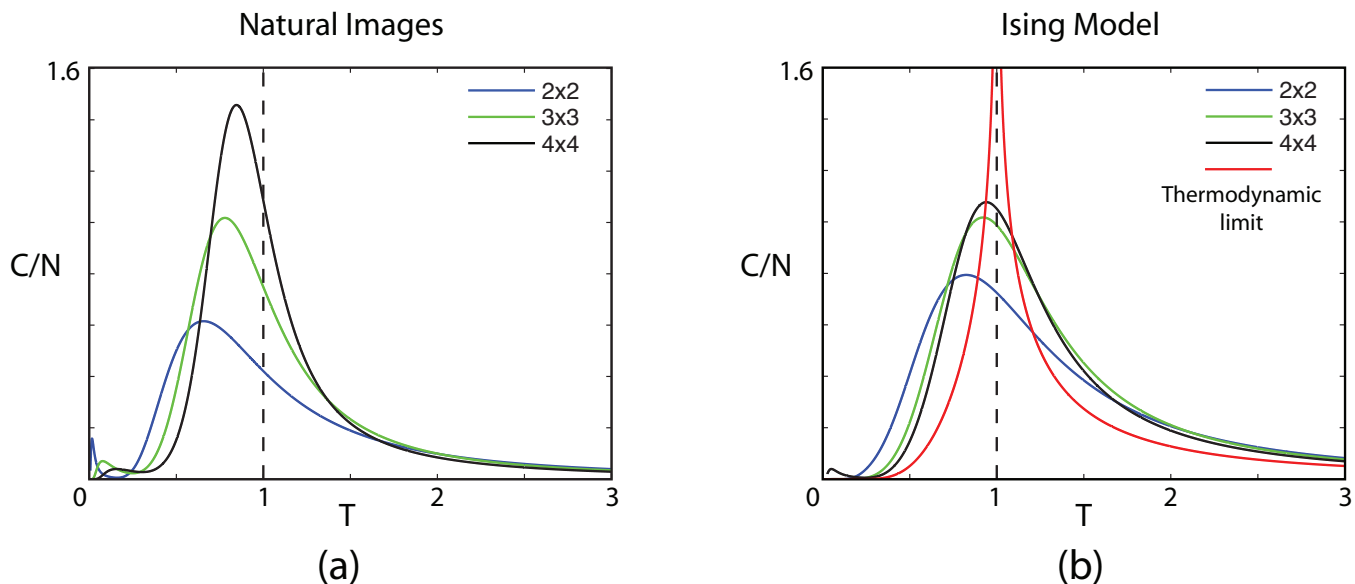 Natural Images
1.6
2x2
3x3
4x4
C/N
0
1
2
3
T
(a)
Ising Model
1.6
2x2
3x3
4x4
Thermodynamic
limit
C/N
0
1
2
3
T
(b)